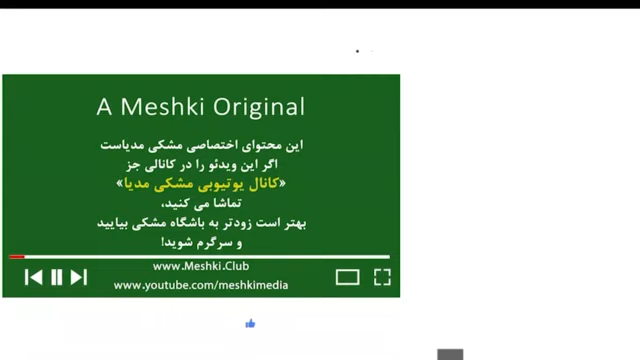 A Meshki Original
این محتوای اختصاصی مشکی مدیاست
اگر این ویدئو را در کانالی جز
«کانال یوتیوبی مشکی مدیا»
تماشا می کنید،
بهتر است زودتر به باشگاه مشکی بیایید
و سرگرم شوید!
www.Meshki.Club
www.youtube.com/meshkimedia